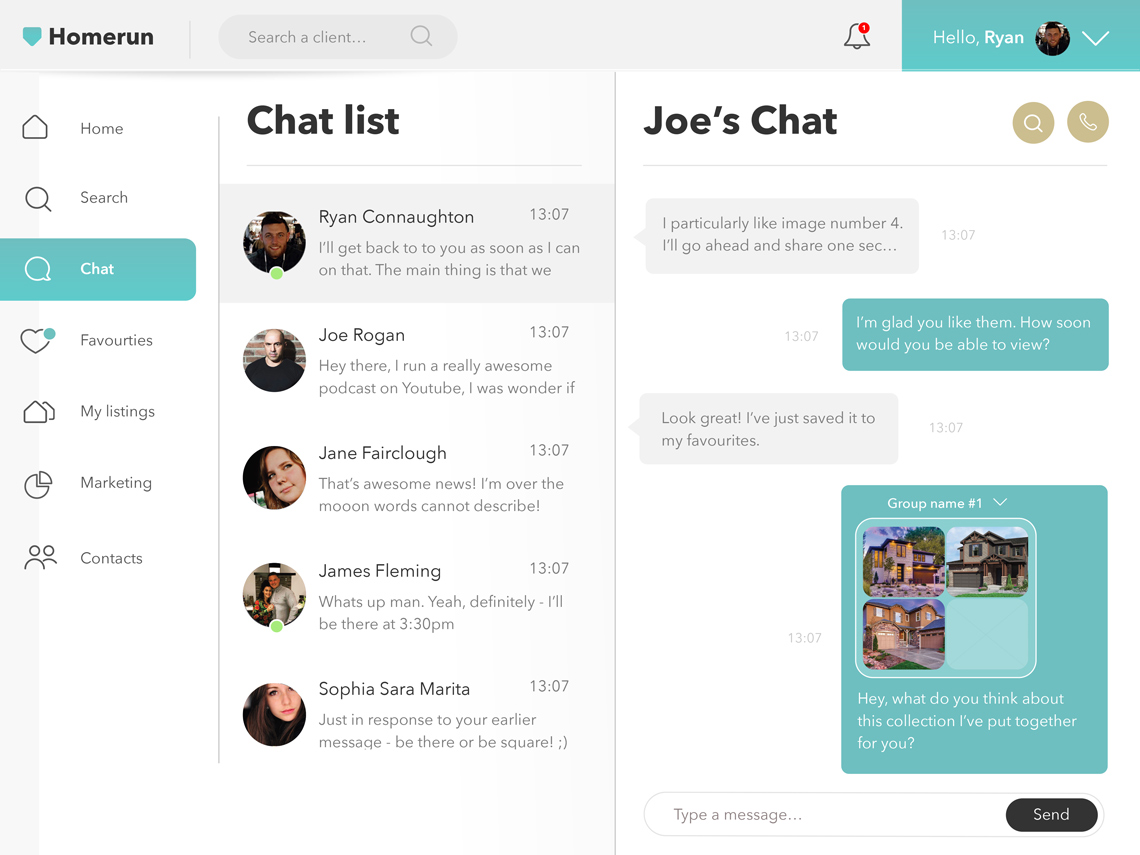 Homerun
Search a client...
1
Hello, Ryan
Home
Search
Chat
Favourties
My listings
Marketing
Contacts
Chat list
Ryan Connaughton
13:07
I'll get back to to you as soon as I can
on that. The main thing is that we
Joe Rogan
13:07
Hey there, I run a really awesome
podcast on Youtube, I was wonder if
Jane Fairclough
13:07
That's awesome news! I'm over the
mooon words cannot describe!
James Fleming
13:07
Whats up man. Yeah, definitely - I'll
be there at 3:30pm
Sophia Sara Marita
13:07
Just in response to your earlier
message - be there or be square! ;)
Joe's Chat
I particularly like image number 4.
I'll go ahead and share one sec...
13:07
I'm glad you like them. How soon
would you be able to view?
13:07
Look great! I've just saved it to
my favourites.
13:07
Group name #1
13:07
Hey, what do you think about
this collection I've put together
for you?
Type a message...
Send